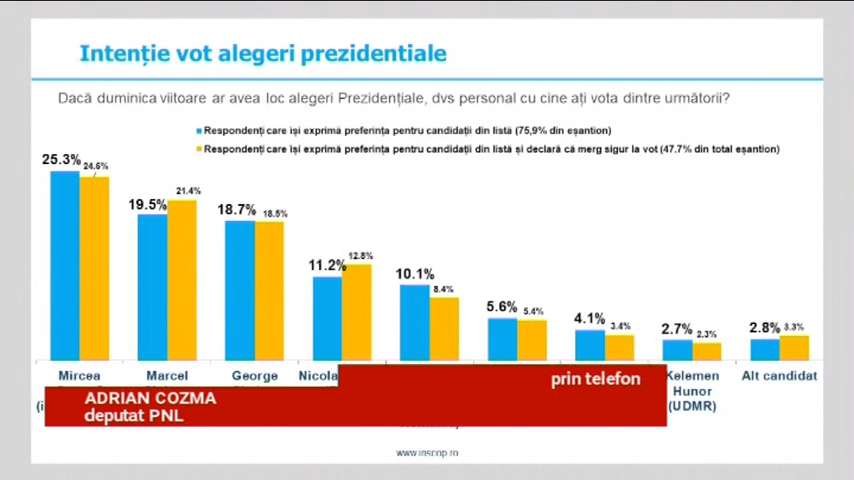 Intenție vot alegeri prezidentiale
Dacă duminica viitoare ar avea loc alegeri Prezidențiale, dvs personal cu cine ați vota dintre următorii?
Respondenți care își exprimă preferința pentru candidații din listă (75,9% din eșantion)
Respondenți care își exprimă preferința pentru candidații din listă și declară că merg sigur la vot (47.7% din total eșantion)
25.3% 24.6%
19.5% 21.4%
18.7% 18.5%
11.2% 12.8%
10.1% 8.4%
5.6% 5.4%
4.1% 3.4%
2.7% 2.3%
2.8% 3.3%
Mircea Marcel George Kelemen Alt candidat
Hunor
(UDMR)
prin telefon
ADRIAN COZMA
deputat PNL
www.inscop.ro